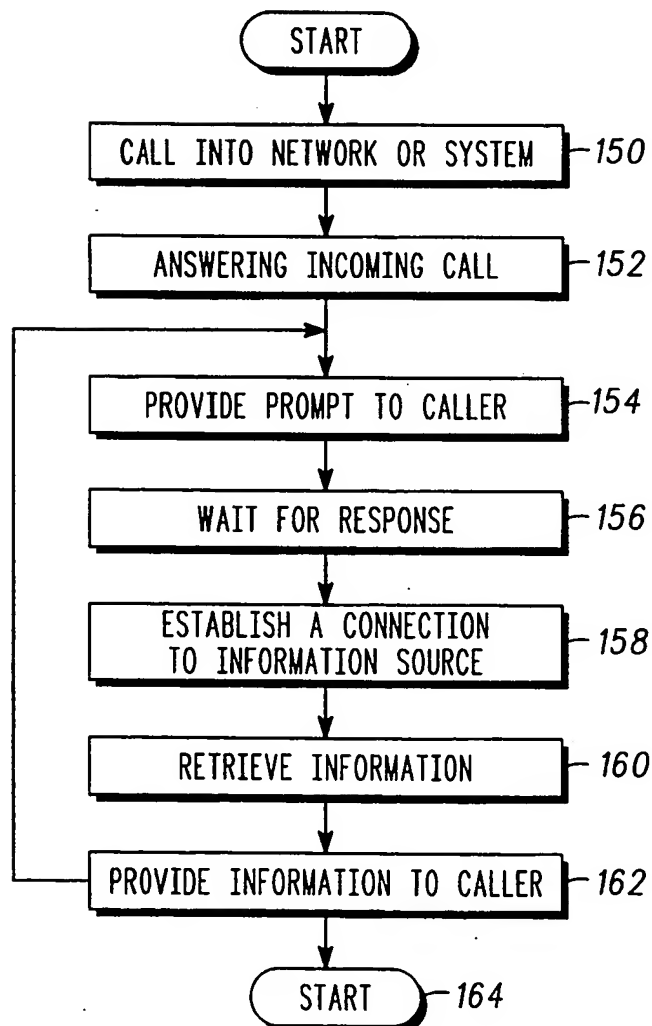 START
CALL INTO NETWORK OR SYSTEM 150
ANSWERING INCOMING CALL 152
PROVIDE PROMPT TO CALLER 154
WAIT FOR RESPONSE 156
ESTABLISH A CONNECTION
TO INFORMATION SOURCE 158
RETRIEVE INFORMATION 160
PROVIDE INFORMATION TO CALLER 162
START 164